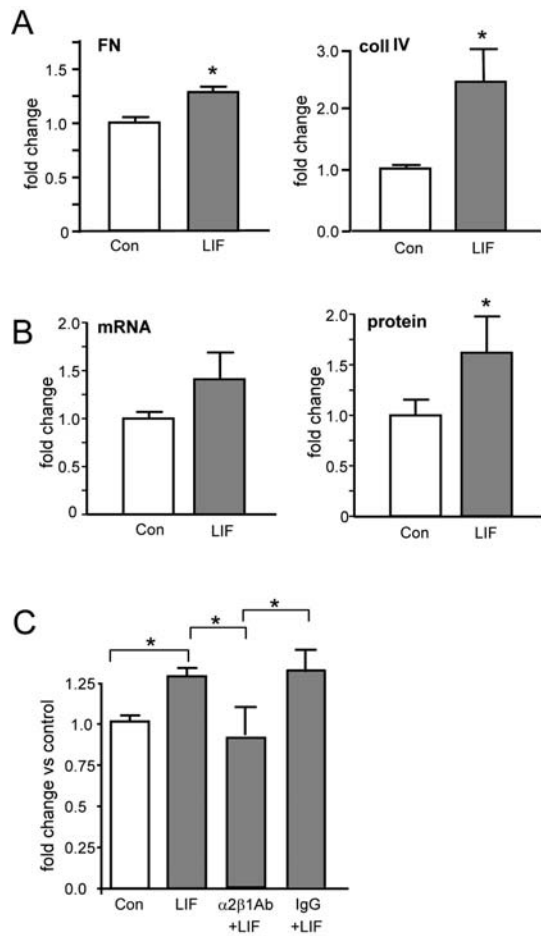 A
FN
fold change
1.5
1.25
1.0
0.5
0
*
Con
LIF
coll IV
fold change
3.0
2.0
1.0
0.0
*
Con
LIF
B
mRNA
fold change
2.0
1.5
1.0
0.5
0
Con
LIF
protein
fold change
2.0
1.5
1.0
0.5
0
*
Con
LIF
C
fold change vs control
1.25
1.0
0.75
0.25
0.0
*
*
*
Con
LIF
α2β1Ab
+LIF
IgG
+LIF